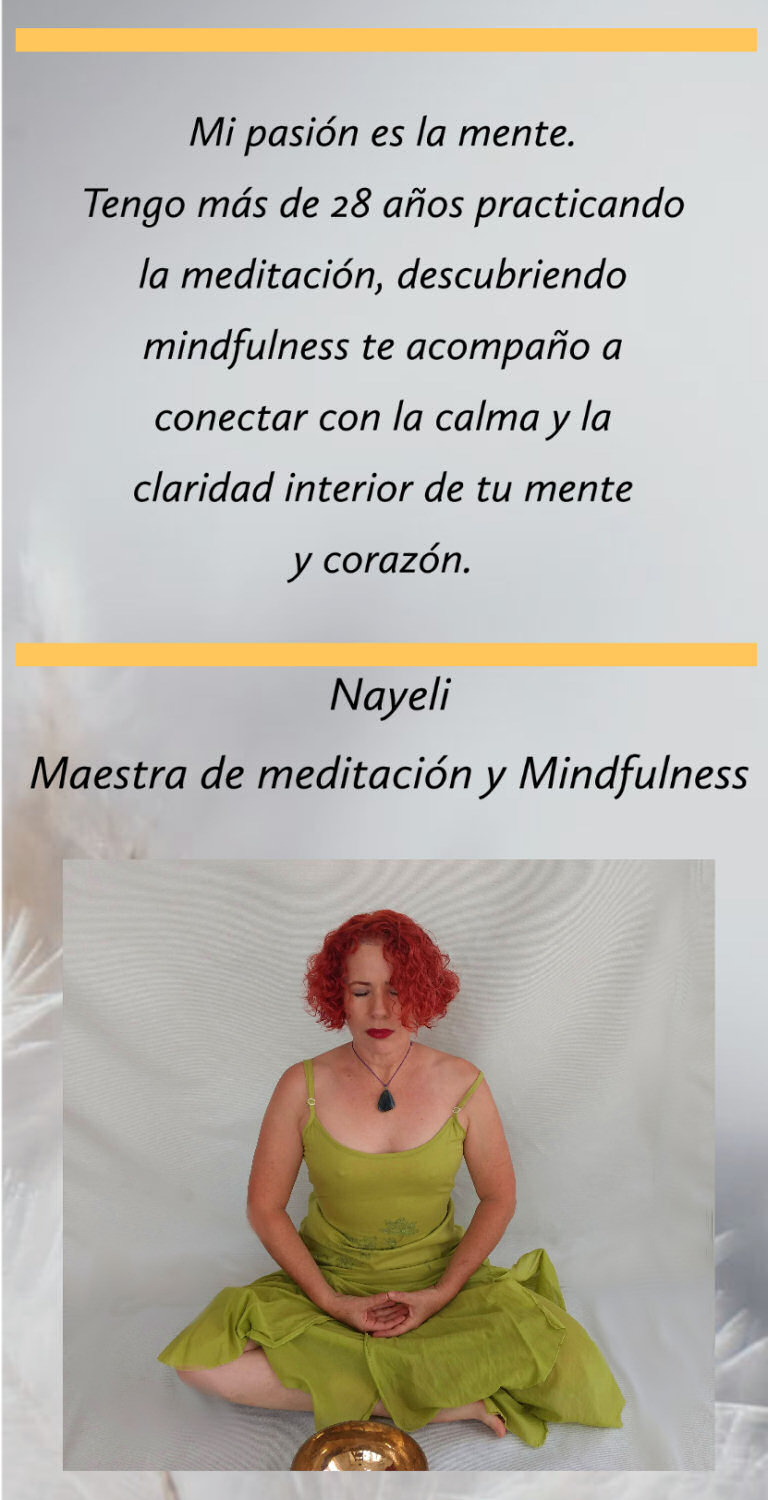 Mi pasión es la mente.
Tengo más de 28 años practicando
la meditación, descubriendo
mindfulness te acompaño a
conectar con la calma y la
claridad interior de tu mente
y corazón.
Nayeli
Maestra de meditación y Mindfulness